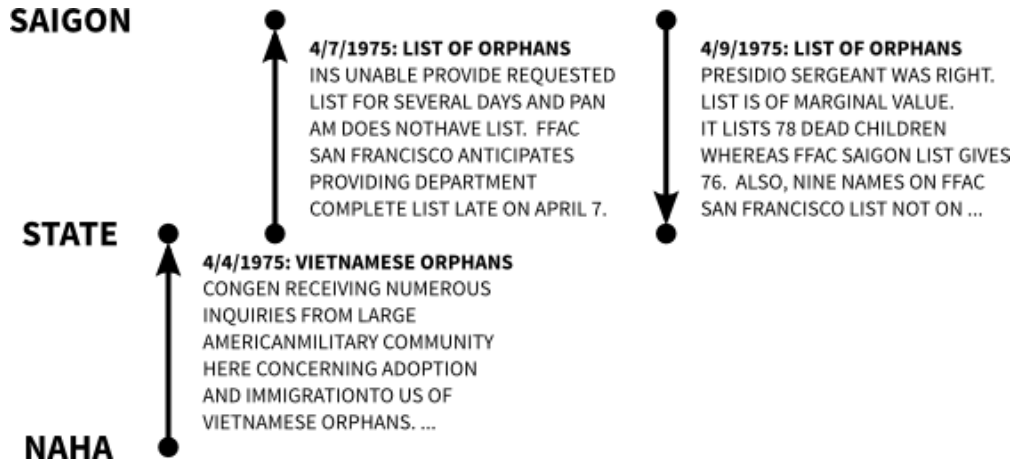 SAIGON
4/7/1975: LIST OF ORPHANS
INS UNABLE PROVIDE REQUESTED
LIST FOR SEVERAL DAYS AND PAN
AM DOES NOTHAVE LIST.  FFAC
SAN FRANCISCO ANTICIPATES
PROVIDING DEPARTMENT
COMPLETE LIST LATE ON APRIL 7.
4/9/1975: LIST OF ORPHANS
PRESIDIO SERGEANT WAS RIGHT.
LIST IS OF MARGINAL VALUE.
IT LISTS 78 DEAD CHILDREN
WHEREAS FFAC SAIGON LIST GIVES
76.  ALSO, NINE NAMES ON FFAC
SAN FRANCISCO LIST NOT ON ...
STATE
4/4/1975: VIETNAMESE ORPHANS
CONGEN RECEIVING NUMEROUS
INQUIRIES FROM LARGE
AMERICANMILITARY COMMUNITY
HERE CONCERNING ADOPTION
AND IMMIGRATIONTO US OF
VIETNAMESE ORPHANS. ...
NAHA